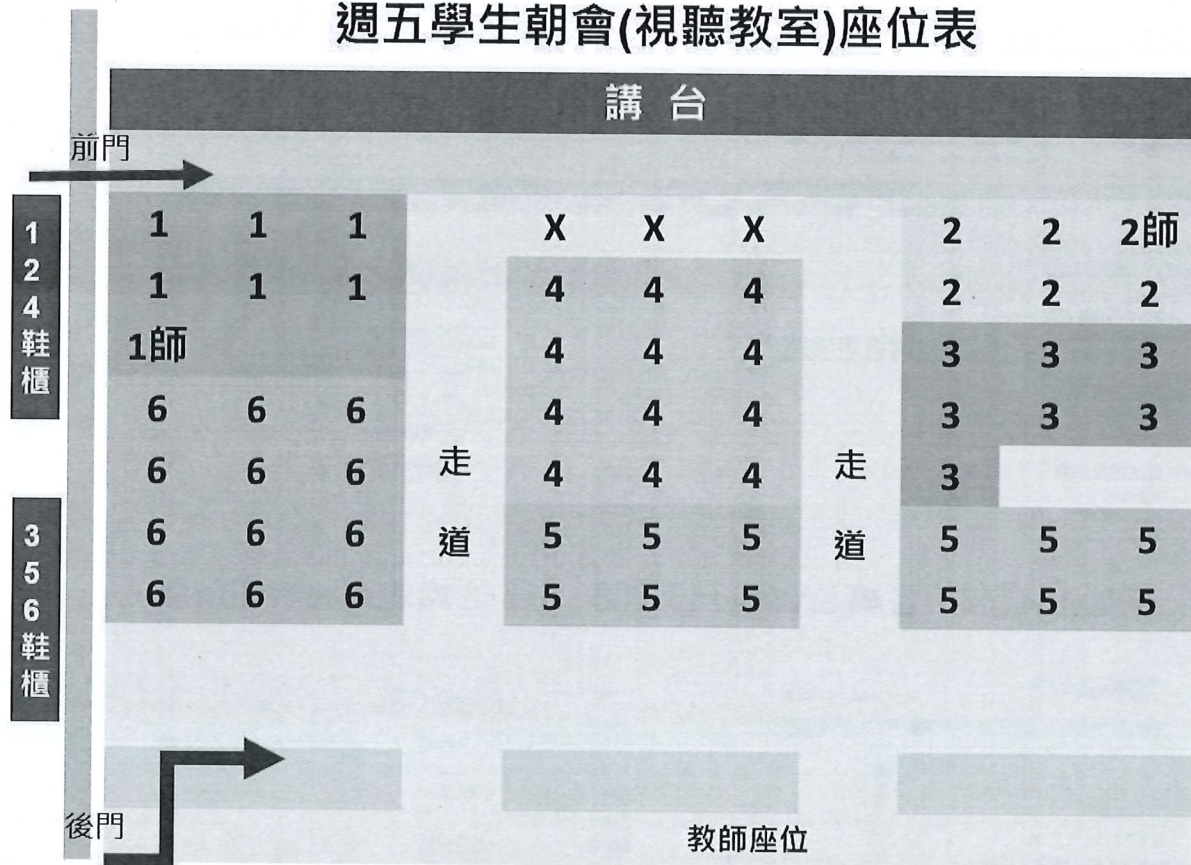 週五學生朝會(視聽教室)座位表
講 台
前門
1 1 1 X X X 2 2 2師
1 1 1 4 4 4 2 2 2
1師 4 4 4 3 3 3
6 6 6 4 4 4 3 3 3
6 6 6 4 4 4 3
6 6 6 5 5 5 5 5 5
6 6 6 5 5 5 5 5 5
走道
走道
124鞋櫃
356鞋櫃
後門
教師座位